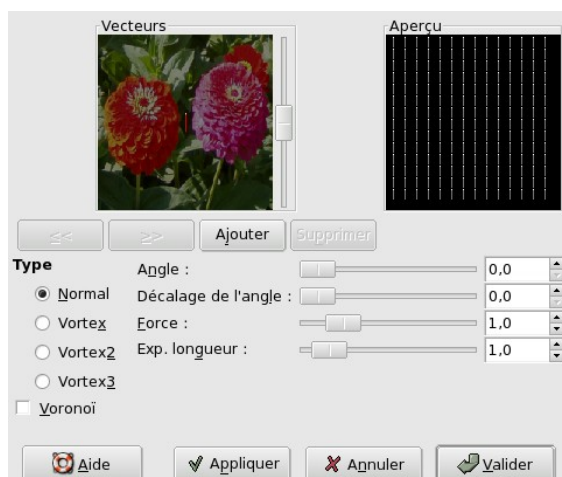 Vecteurs Aperçu
<< >> Ajouter Supprimer
Type
Angle : 0,0
Normal Décalage de l'angle : 0,0
Vortex Force : 1,0
Vortex2 Exp. longueur : 1,0
Vortex3
Voronoï
Aide Appliquer Annuler Valider